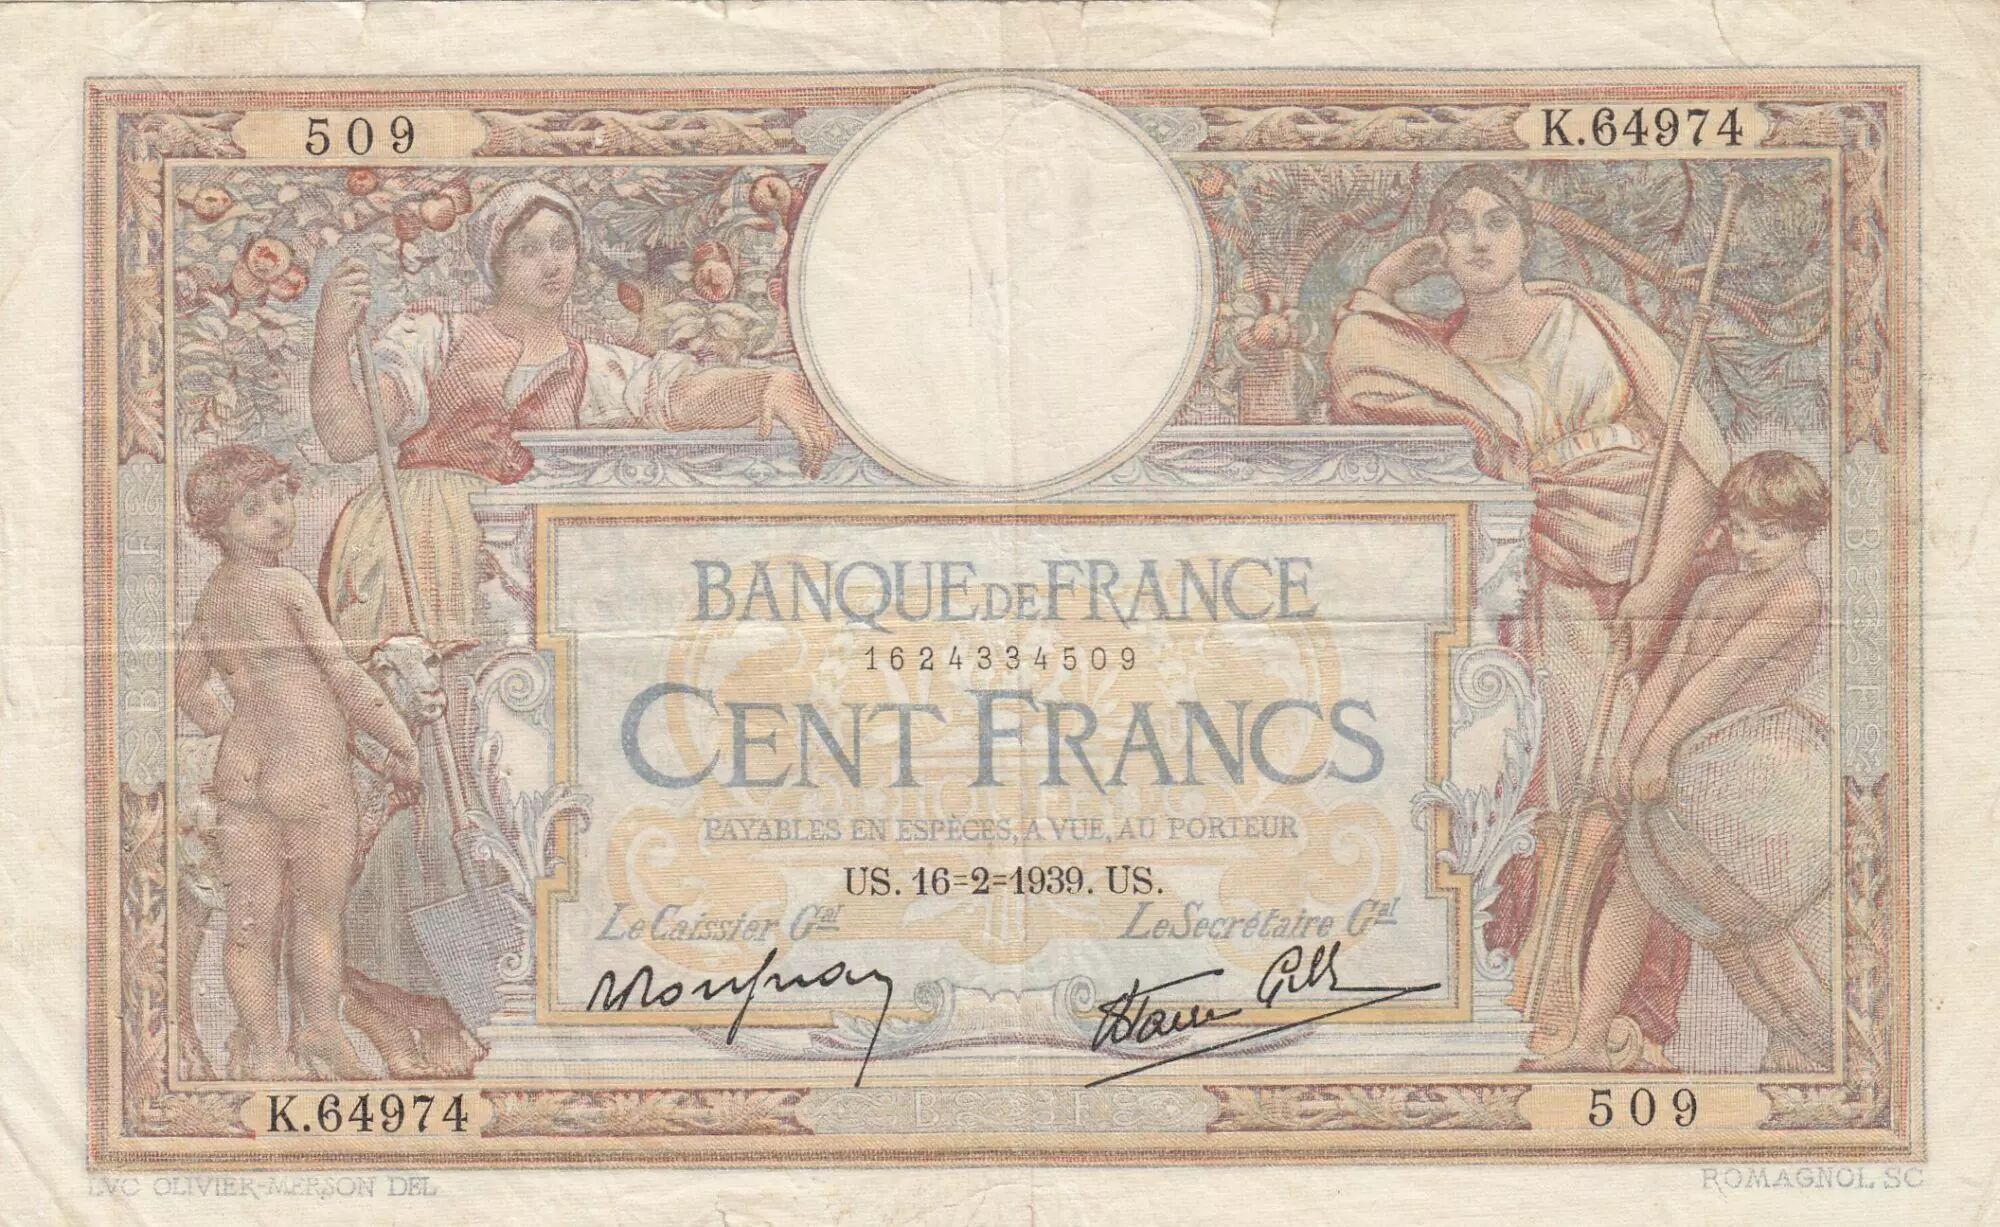 509
K.64974
BANQUE DE FRANCE
1624334509
CENT FRANCS
PAYABLES EN ESPÈCES, A VUE, AU PORTEUR
US. 16=2=1939. US.
Le Caissier Gal
Le Secrétaire Gal
K.64974
509
B F
B F
B F
LVC OLIVIER-MERSON DEL
ROMAGNOL SC